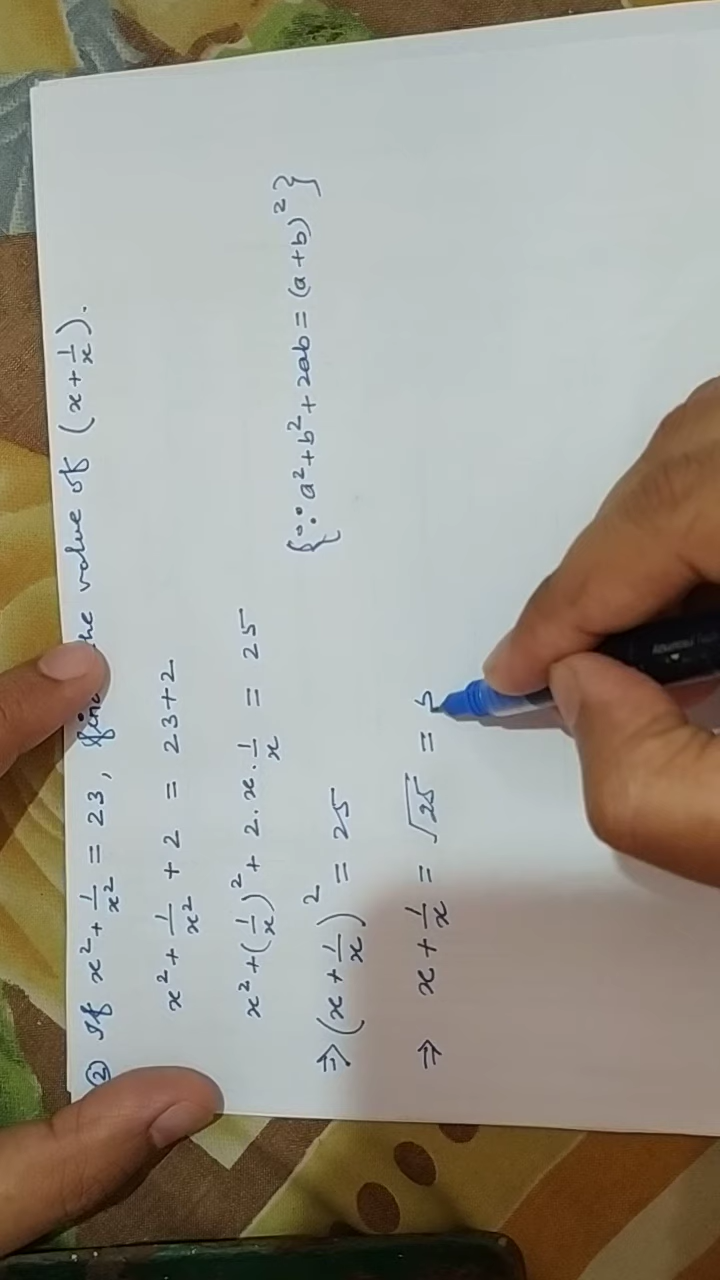 ② If x² + 1/x² = 23, find the value of (x + 1/x).
x² + 1/x² + 2 = 23+2
x² + (1/x)² + 2.x.1/x = 25
{∵ a² + b² + 2ab = (a+b)²}
⇒ (x + 1/x)² = 25
⇒ x + 1/x = √25 = 5